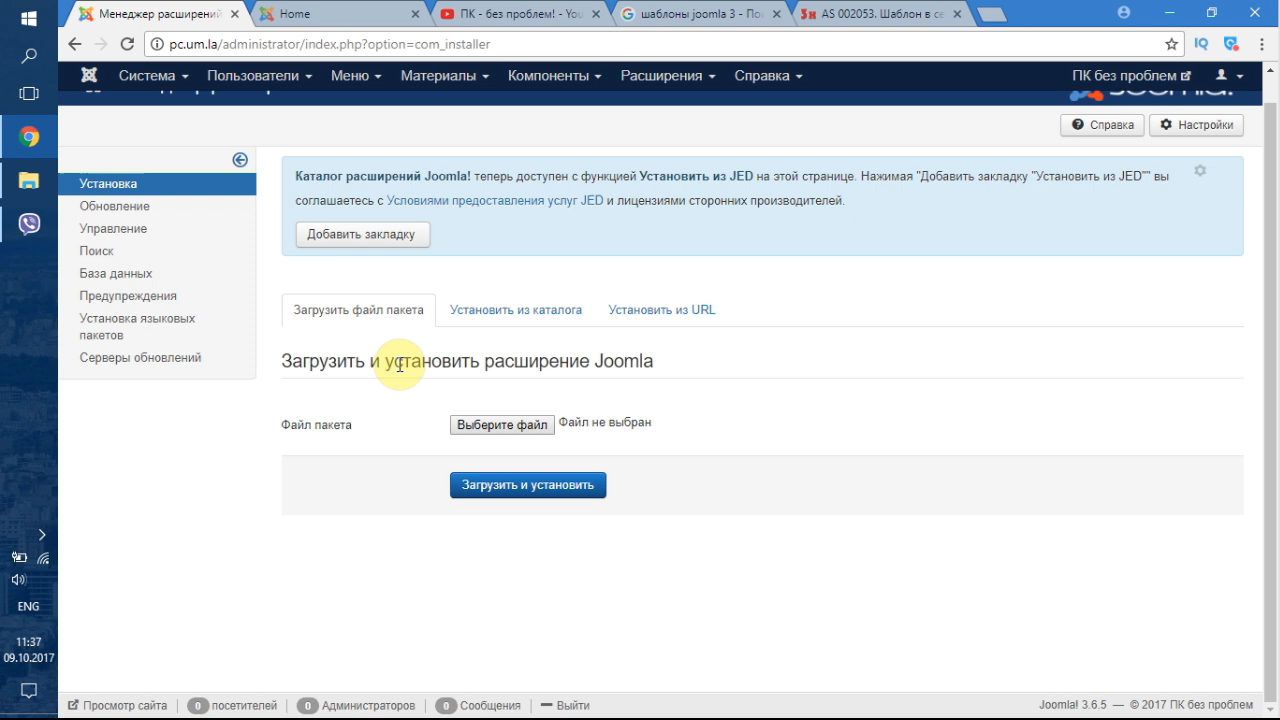 Менеджер расширений
Home
ПК - без проблем! - You
шаблоны joomla 3 - По
AS 002053. Шаблон в се
pc.um.la/administrator/index.php?option=com_installer
IQ
Система
Пользователи
Меню
Материалы
Компоненты
Расширения
Справка
ПК без проблем
Справка
Настройки
Установка
Обновление
Управление
Поиск
База данных
Предупреждения
Установка языковых
пакетов
Серверы обновлений
Каталог расширений Joomla! теперь доступен с функцией Установить из JED на этой странице. Нажимая "Добавить закладку "Установить из JED"" вы
соглашаетесь с Условиями предоставления услуг JED и лицензиями сторонних производителей.
Добавить закладку
Загрузить файл пакета
Установить из каталога
Установить из URL
Загрузить и установить расширение Joomla
Файл пакета
Выберите файл
Файл не выбран
Загрузить и установить
ENG
11:37
09.10.2017
Просмотр сайта
0 посетителей
0 Администраторов
0 Сообщения
Выйти
Joomla! 3.6.5 — © 2017 ПК без проблем